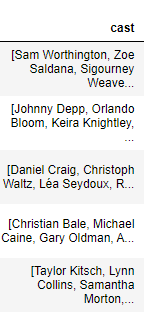 cast
[Sam Worthington, Zoe
Saldana, Sigourney
Weave...
[Johnny Depp, Orlando
Bloom, Keira Knightley,
...
[Daniel Craig, Christoph
Waltz, Léa Seydoux, R...
[Christian Bale, Michael
Caine, Gary Oldman, A...
[Taylor Kitsch, Lynn
Collins, Samantha
Morton,...